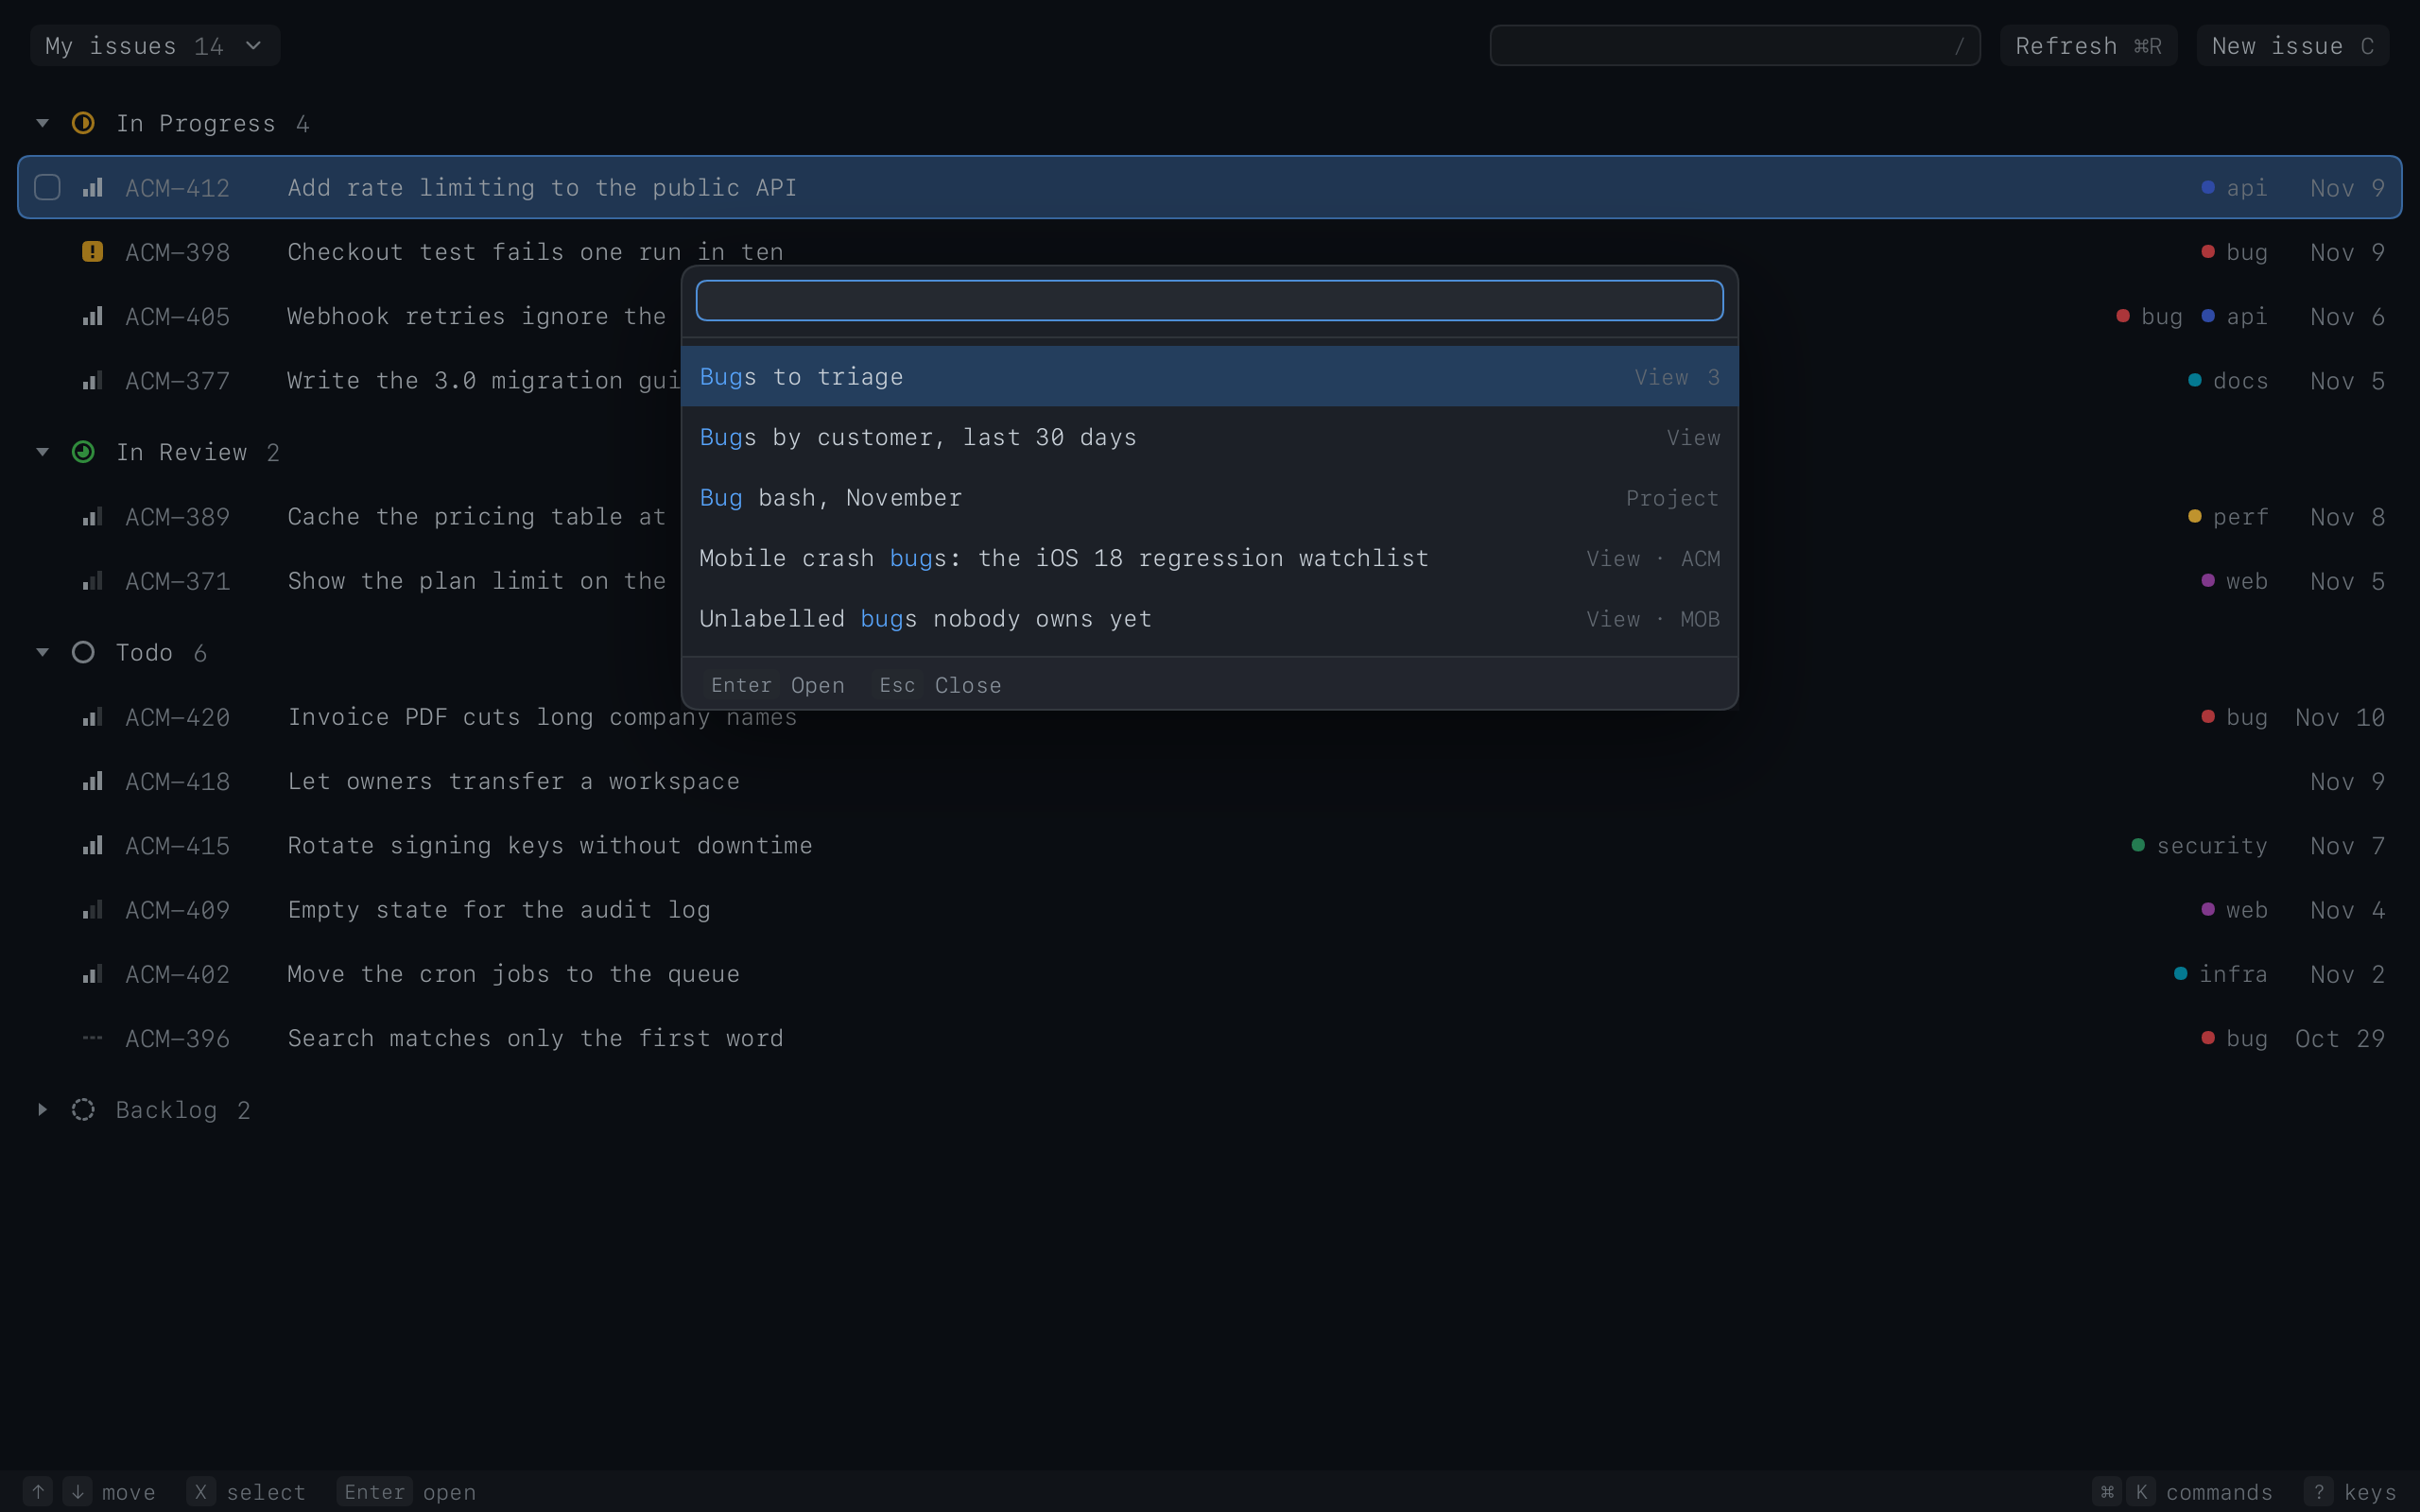 My issues 14
/
Refresh ⌘R
New issue C
In Progress 4
ACM-412 Add rate limiting to the public API api Nov 9
ACM-398 Checkout test fails one run in ten bug Nov 9
ACM-405 Webhook retries ignore the bug api Nov 6
ACM-377 Write the 3.0 migration gui docs Nov 5
In Review 2
ACM-389 Cache the pricing table at perf Nov 8
ACM-371 Show the plan limit on the web Nov 5
Bugs to triage View 3
Bugs by customer, last 30 days View
Bug bash, November Project
Mobile crash bugs: the iOS 18 regression watchlist View · ACM
Unlabelled bugs nobody owns yet View · MOB
Enter Open Esc Close
Todo 6
ACM-420 Invoice PDF cuts long company names bug Nov 10
ACM-418 Let owners transfer a workspace Nov 9
ACM-415 Rotate signing keys without downtime security Nov 7
ACM-409 Empty state for the audit log web Nov 4
ACM-402 Move the cron jobs to the queue infra Nov 2
ACM-396 Search matches only the first word bug Oct 29
Backlog 2
↑ ↓ move X select Enter open ⌘ K commands ? keys